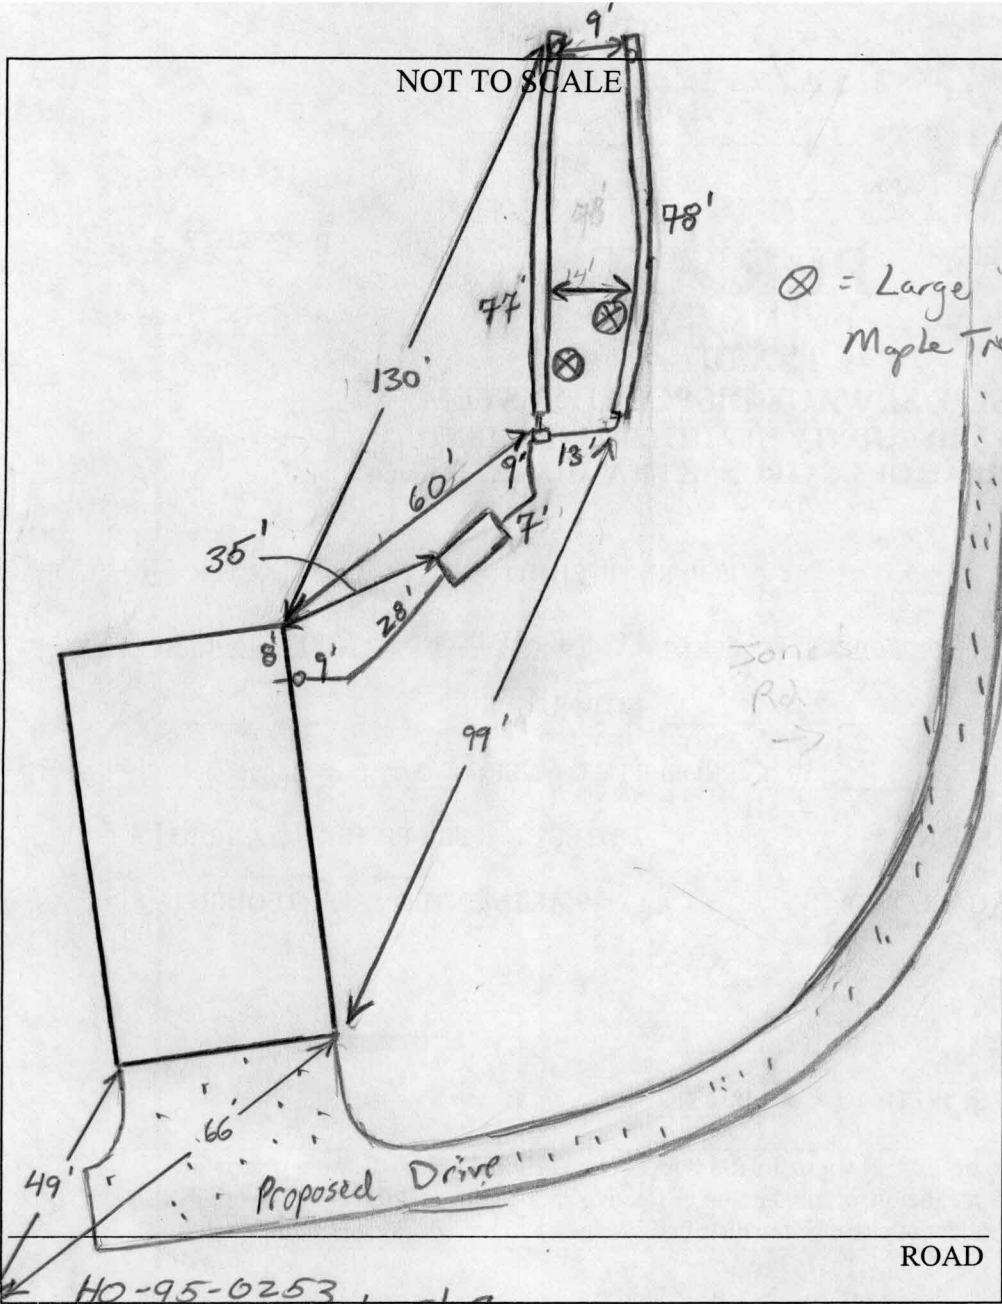 9'
NOT TO SCALE
78'
78'
14'
77'
⊗ = Large
Maple
130'
13'
9'
60'
7'
35'
28'
8'
9'
Rd.
99'
66
49'
Proposed Drive
ROAD
HO-95-0253